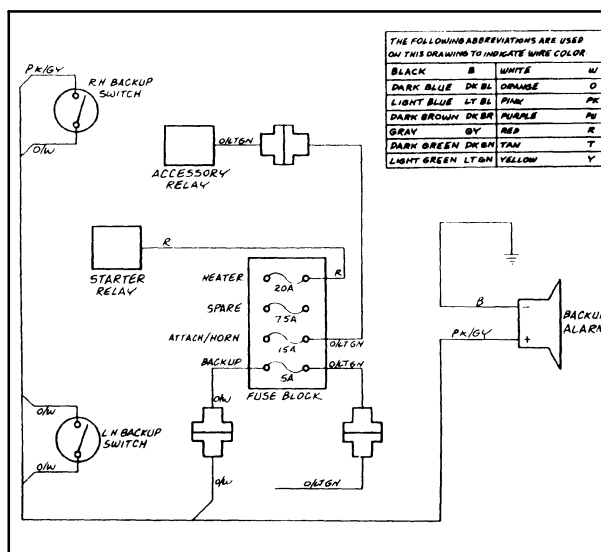 THE FOLLOWING ABBREVIATIONS ARE USED
ON THIS DRAWING TO INDICATE WIRE COLOR
BLACK B WHITE W
DARK BLUE DK BL ORANGE O
LIGHT BLUE LT BL PINK PK
DARK BROWN DK BR PURPLE PU
GRAY GY RED R
DARK GREEN DK GN TAN T
LIGHT GREEN LT GN YELLOW Y
PK/GY
RH BACKUP
SWITCH
O/W
O/LTGN
ACCESSORY
RELAY
R
STARTER
RELAY
HEATER
20A
R
SPARE
7.5A
ATTACH/HORN
15A
O/LTGN
BACKUP
5A
O/LTGN
FUSE BLOCK
B
-
PK/GY
+
BACKUP
ALARM
O/W
LH BACKUP
SWITCH
O/W
O/W
O/W
O/LTGN